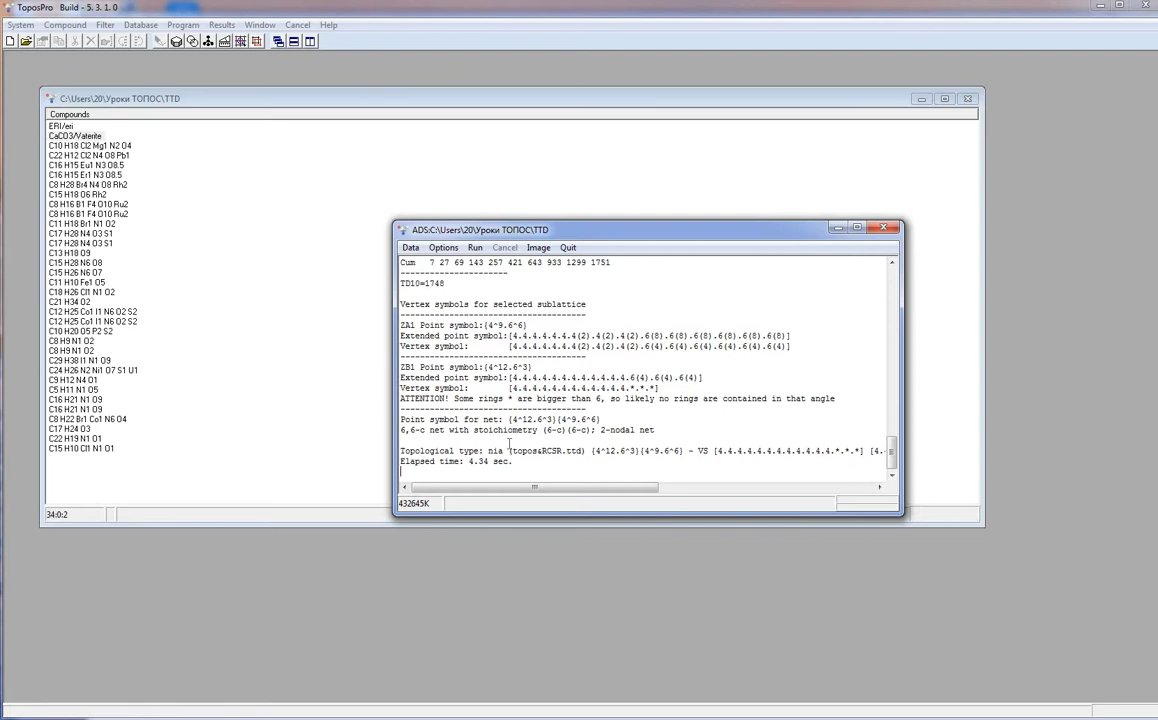 ToposPro Build - 5. 3. 1. 0
System Compound Filter Database Program Results Window Cancel Help
C:\Users\20\Уроки ТОПОС\TTD
Compounds
ERI/eri
CaCO3/Vaterite
C10 H18 Cl2 Mg1 N2 O4
C22 H12 Cl2 N4 O8 Pb1
C16 H15 Eu1 N3 O8.5
C16 H15 Er1 N3 O8.5
C8 H28 Br4 N4 O8 Rh2
C15 H18 O6 Rh2
C8 H16 B1 F4 O10 Ru2
C8 H16 B1 F4 O10 Ru2
C11 H18 Br1 N1 O2
C17 H28 N4 O3 S1
C17 H28 N4 O3 S1
C13 H18 O9
C15 H28 N6 O8
C15 H26 N6 O7
C11 H10 Fe1 O5
C18 H26 Cl1 N1 O2
C21 H34 O2
C12 H25 Co1 I1 N6 O2 S2
C12 H25 Co1 I1 N6 O2 S2
C10 H20 O5 P2 S2
C8 H9 N1 O2
C8 H9 N1 O2
C29 H38 I1 N1 O9
C24 H26 N2 Ni1 O7 S1 U1
C9 H12 N4 O1
C5 H11 N1 O5
C16 H21 N1 O9
C16 H21 N1 O9
C8 H22 Br1 Co1 N6 O4
C17 H24 O3
C22 H19 N1 O1
C15 H10 Cl1 N1 O1
34:0:2
ADS:C:\Users\20\Уроки ТОПОС\TTD
Data Options Run Cancel Image Quit
Cum 7 27 69 143 257 421 643 933 1299 1751
----------------------
TD10=1748
Vertex symbols for selected sublattice
--------------------------------------
ZA1 Point symbol:{4^9.6^6}
Extended point symbol:[4.4.4.4.4.4(2).4(2).4(2).6(8).6(8).6(8).6(8).6(8).6(8)]
Vertex symbol: [4.4.4.4.4.4(2).4(2).4(2).6(4).6(4).6(4).6(4).6(4).6(4)]
--------------------------------------
ZB1 Point symbol:{4^12.6^3}
Extended point symbol:[4.4.4.4.4.4.4.4.4.4.4.4.6(4).6(4).6(4)]
Vertex symbol: [4.4.4.4.4.4.4.4.4.4.4.4.*.*.*]
ATTENTION! Some rings * are bigger than 6, so likely no rings are contained in that angle
--------------------------------------
Point symbol for net: {4^12.6^3}{4^9.6^6}
6,6-c net with stoichiometry (6-c)(6-c); 2-nodal net
Topological type: nia (topos&RCSR.ttd) {4^12.6^3}{4^9.6^6} - VS [4.4.4.4.4.4.4.4.4.4.4.4.*.*.*] [4.
Elapsed time: 4.34 sec.
432645K